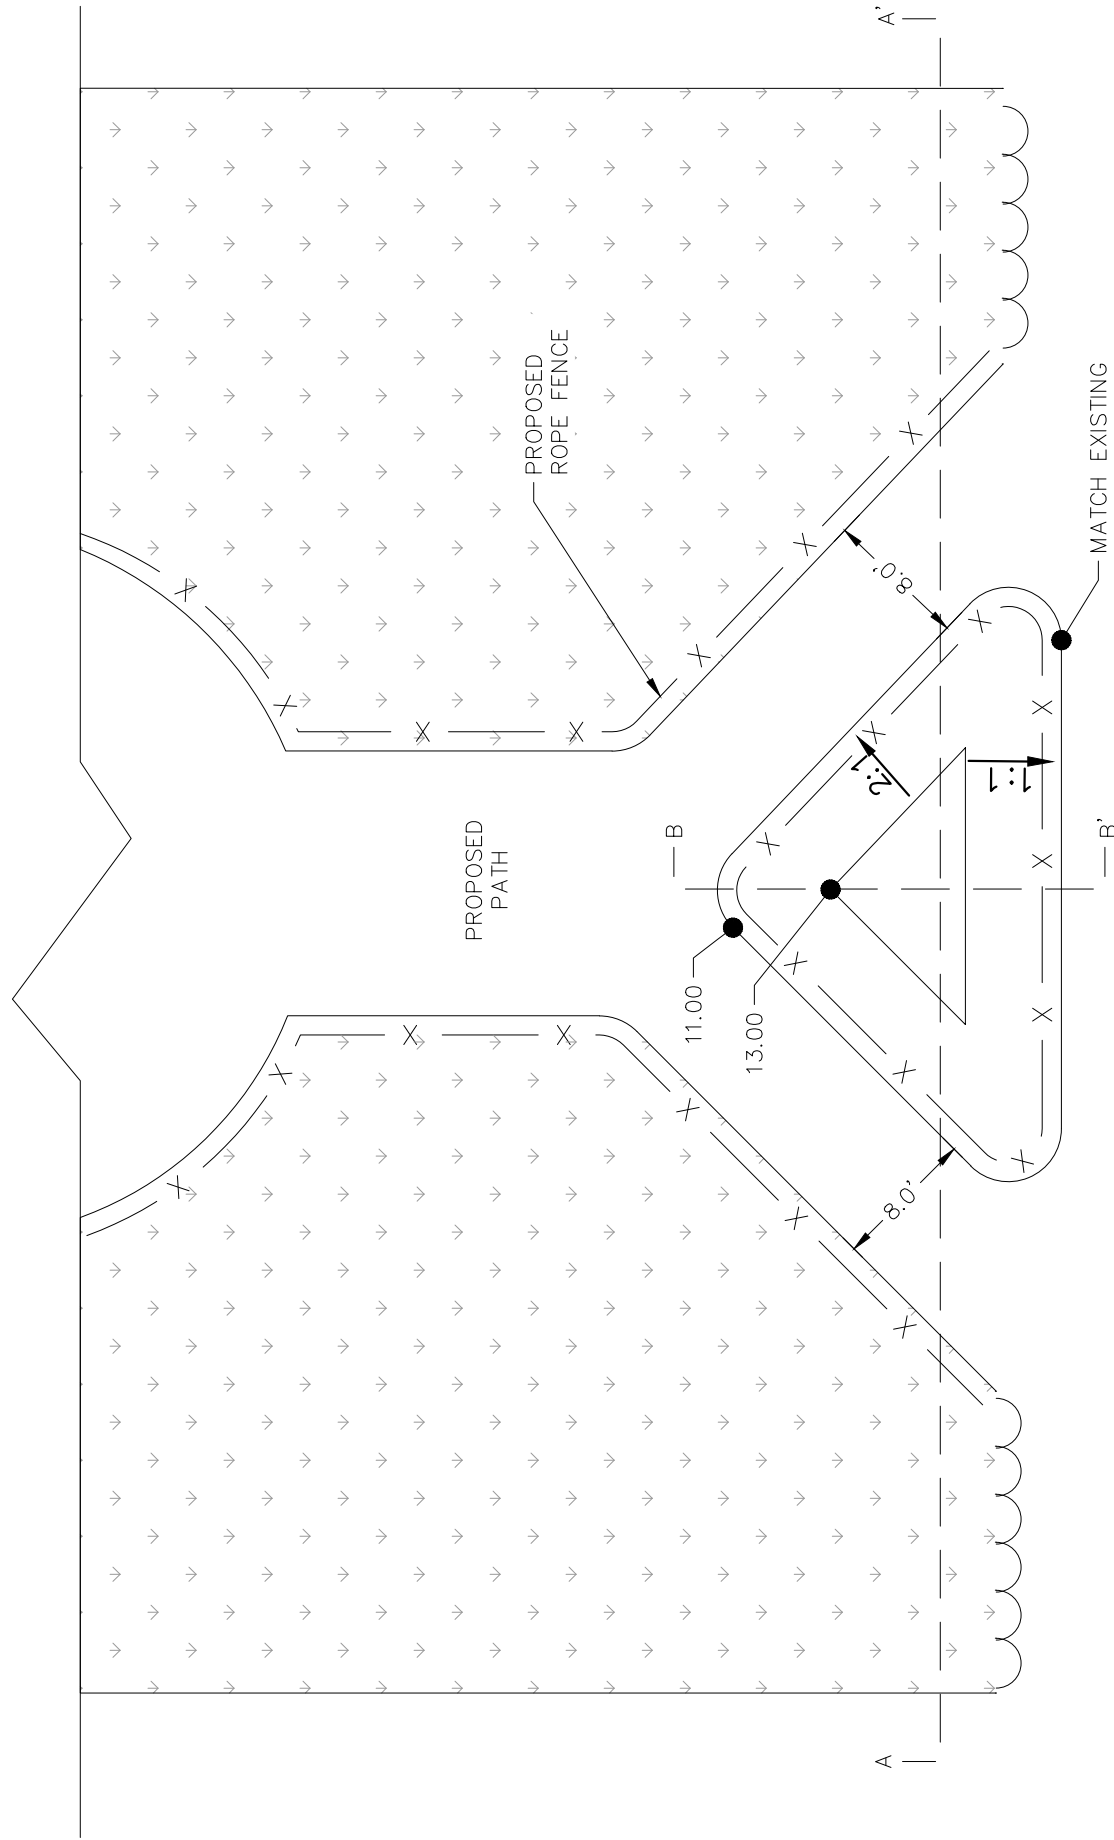 A'
PROPOSED
ROPE FENCE
MATCH EXISTING
8.0'
2:1
1:1
B
B'
PROPOSED
PATH
11.00
13.00
8.0'
A